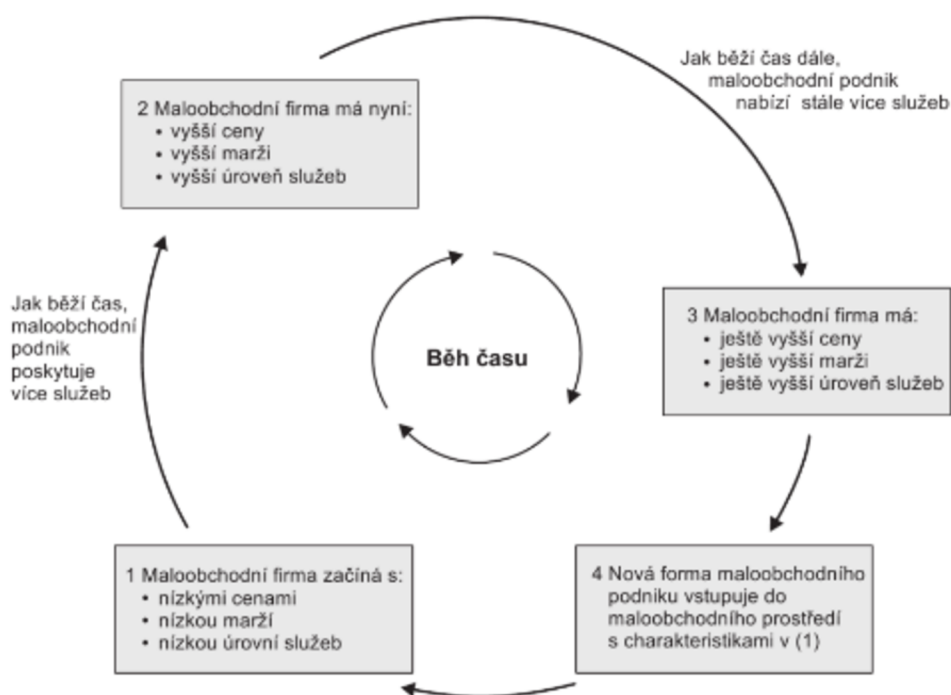 Jak běží čas dále,
maloobchodní podnik
nabízí stále více služeb
2 Maloobchodní firma má nyní:
• vyšší ceny
• vyšší marži
• vyšší úroveň služeb
Jak běží čas,
maloobchodní
podnik
poskytuje
více služeb
Běh času
3 Maloobchodní firma má:
• ještě vyšší ceny
• ještě vyšší marži
• ještě vyšší úroveň služeb
1 Maloobchodní firma začíná s:
• nízkými cenami
• nízkou marží
• nízkou úrovní služeb
4 Nová forma maloobchodního
podniku vstupuje do
maloobchodního prostředí
s charakteristikami v (1)